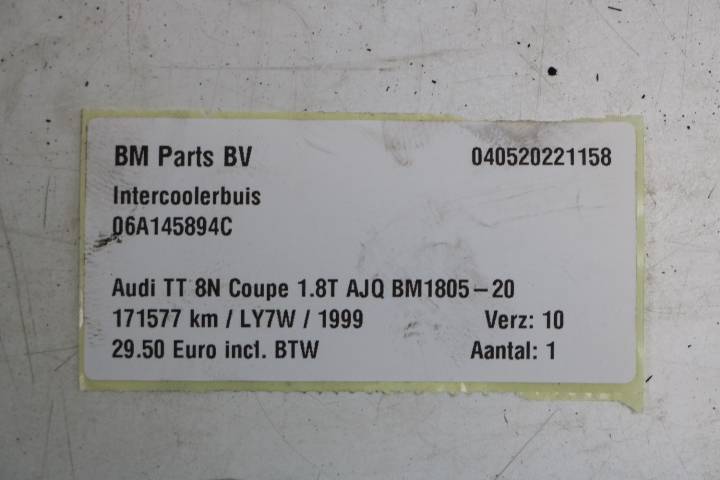 BM Parts BV 040520221158
Intercoolerbuis
06A145894C
Audi TT 8N Coupe 1.8T AJQ BM1805-20
171577 km / LY7W / 1999 Verz: 10
29.50 Euro incl. BTW Aantal: 1